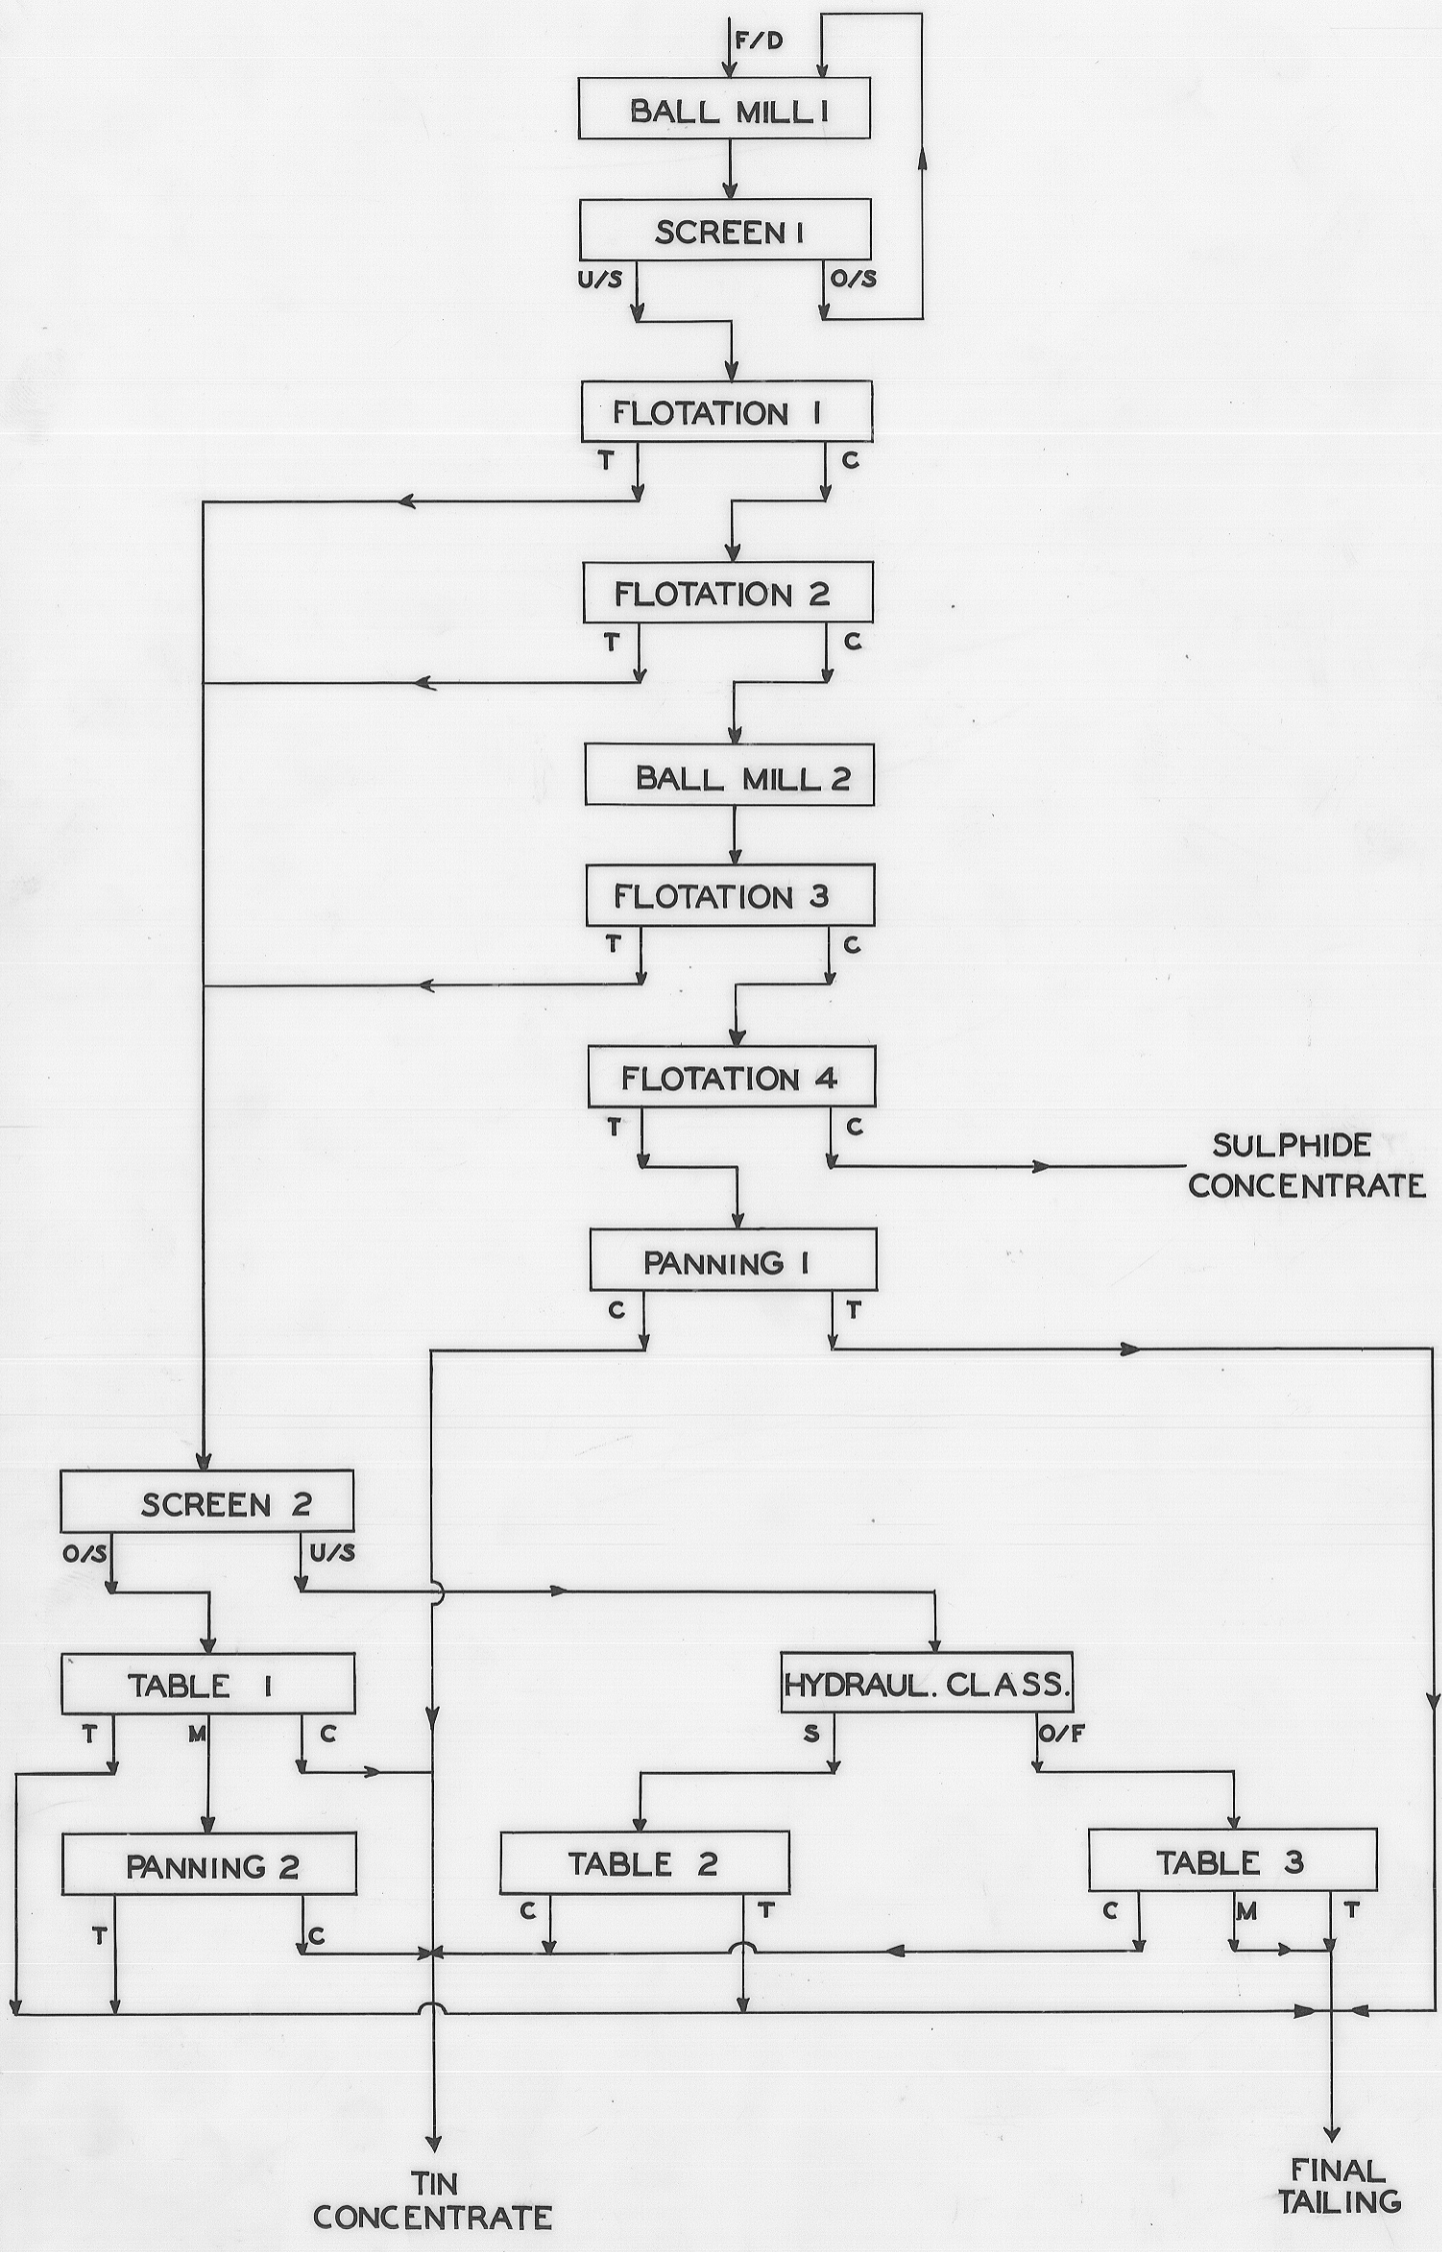 F/D
BALL MILL 1
SCREEN 1
U/S
O/S
FLOTATION 1
T
C
FLOTATION 2
T
C
BALL MILL 2
FLOTATION 3
T
C
FLOTATION 4
T
C
SULPHIDE
CONCENTRATE
PANNING 1
C
T
SCREEN 2
O/S
U/S
TABLE 1
T
M
C
HYDRAUL. CLASS.
S
O/F
PANNING 2
T
C
TABLE 2
C
T
TABLE 3
C
M
T
TIN
CONCENTRATE
FINAL
TAILING